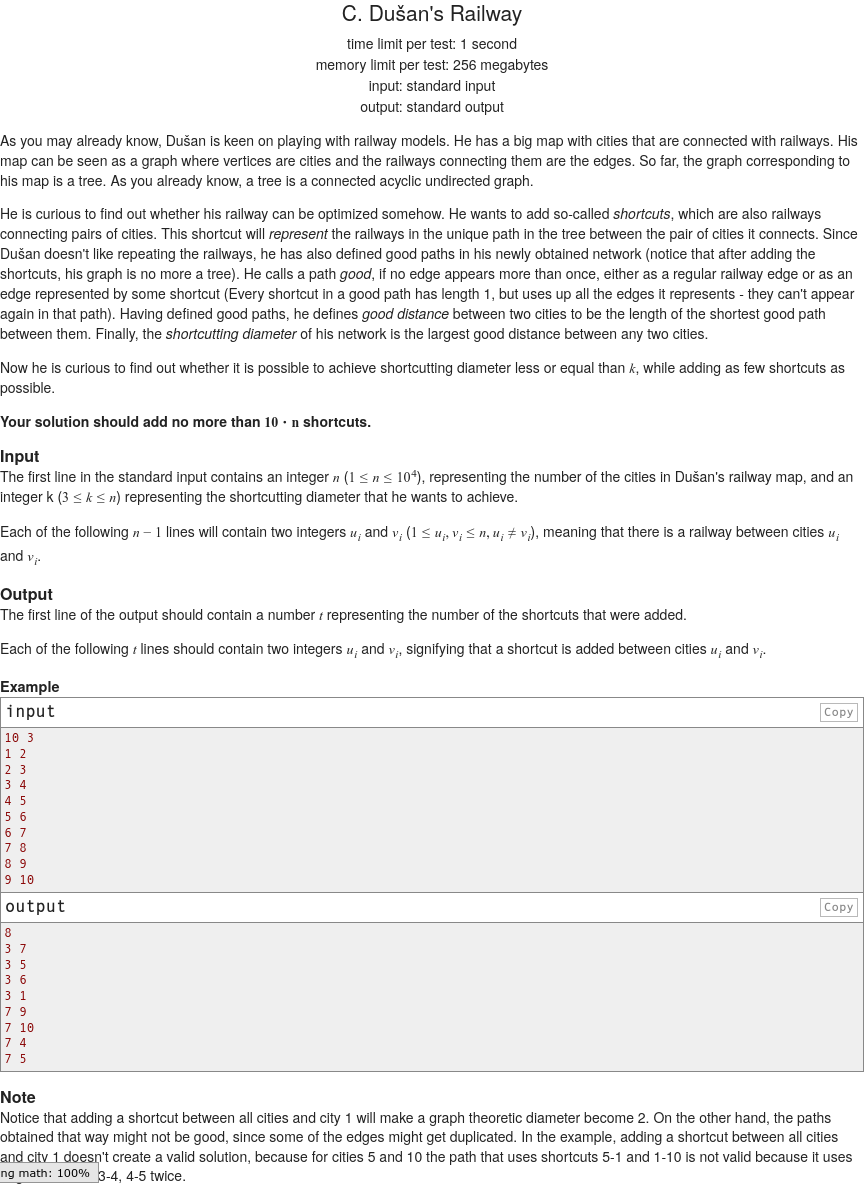 C. Dušan's Railway
time limit per test: 1 second
memory limit per test: 256 megabytes
input: standard input
output: standard output
As you may already know, Dušan is keen on playing with railway models. He has a big map with cities that are connected with railways. His
map can be seen as a graph where vertices are cities and the railways connecting them are the edges. So far, the graph corresponding to
his map is a tree. As you already know, a tree is a connected acyclic undirected graph.
He is curious to find out whether his railway can be optimized somehow. He wants to add so-called shortcuts, which are also railways
connecting pairs of cities. This shortcut will represent the railways in the unique path in the tree between the pair of cities it connects. Since
Dušan doesn't like repeating the railways, he has also defined good paths in his newly obtained network (notice that after adding the
shortcuts, his graph is no more a tree). He calls a path good, if no edge appears more than once, either as a regular railway edge or as an
edge represented by some shortcut (Every shortcut in a good path has length 1, but uses up all the edges it represents - they can't appear
again in that path). Having defined good paths, he defines good distance between two cities to be the length of the shortest good path
between them. Finally, the shortcutting diameter of his network is the largest good distance between any two cities.
Now he is curious to find out whether it is possible to achieve shortcutting diameter less or equal than k, while adding as few shortcuts as
possible.
Your solution should add no more than 10 · n shortcuts.
Input
The first line in the standard input contains an integer n (1 ≤ n ≤ 10⁴), representing the number of the cities in Dušan's railway map, and an
integer k (3 ≤ k ≤ n) representing the shortcutting diameter that he wants to achieve.
Each of the following n − 1 lines will contain two integers uᵢ and vᵢ (1 ≤ uᵢ, vᵢ ≤ n, uᵢ ≠ vᵢ), meaning that there is a railway between cities uᵢ
and vᵢ.
Output
The first line of the output should contain a number t representing the number of the shortcuts that were added.
Each of the following t lines should contain two integers uᵢ and vᵢ, signifying that a shortcut is added between cities uᵢ and vᵢ.
Example
input
Copy
10 3
1 2
2 3
3 4
4 5
5 6
6 7
7 8
8 9
9 10
output
Copy
8
3 7
3 5
3 6
3 1
7 9
7 10
7 4
7 5
Note
Notice that adding a shortcut between all cities and city 1 will make a graph theoretic diameter become 2. On the other hand, the paths
obtained that way might not be good, since some of the edges might get duplicated. In the example, adding a shortcut between all cities
and city 1 doesn't create a valid solution, because for cities 5 and 10 the path that uses shortcuts 5-1 and 1-10 is not valid because it uses
ng math: 100% 3-4, 4-5 twice.